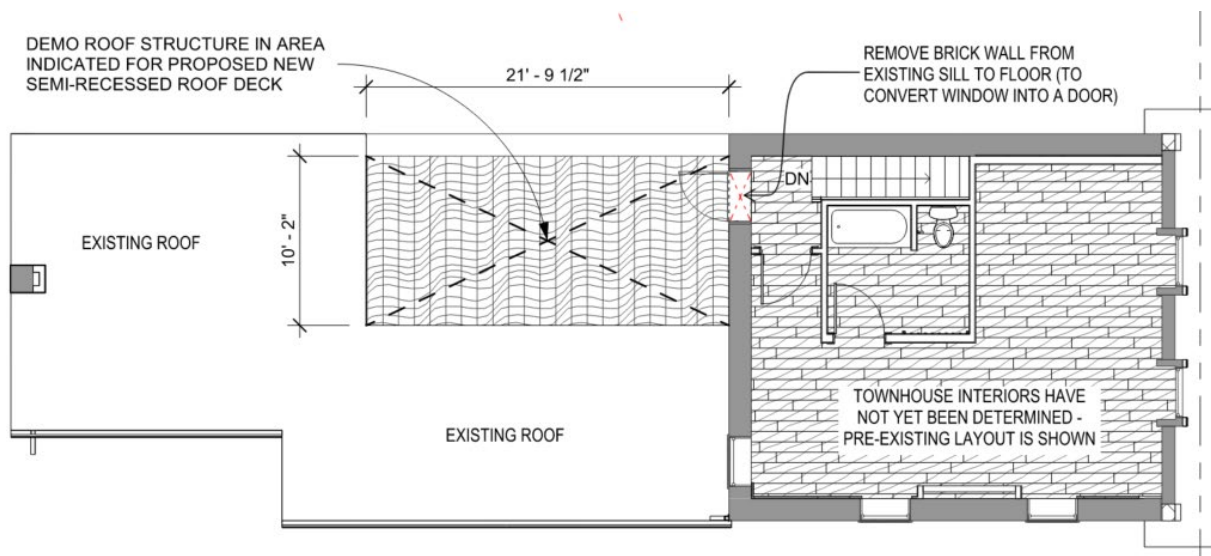 DEMO ROOF STRUCTURE IN AREA
INDICATED FOR PROPOSED NEW
SEMI-RECESSED ROOF DECK
21' - 9 1/2"
REMOVE BRICK WALL FROM
EXISTING SILL TO FLOOR (TO
CONVERT WINDOW INTO A DOOR)
DN
EXISTING ROOF
10' - 2"
TOWNHOUSE INTERIORS HAVE
NOT YET BEEN DETERMINED -
PRE-EXISTING LAYOUT IS SHOWN
EXISTING ROOF